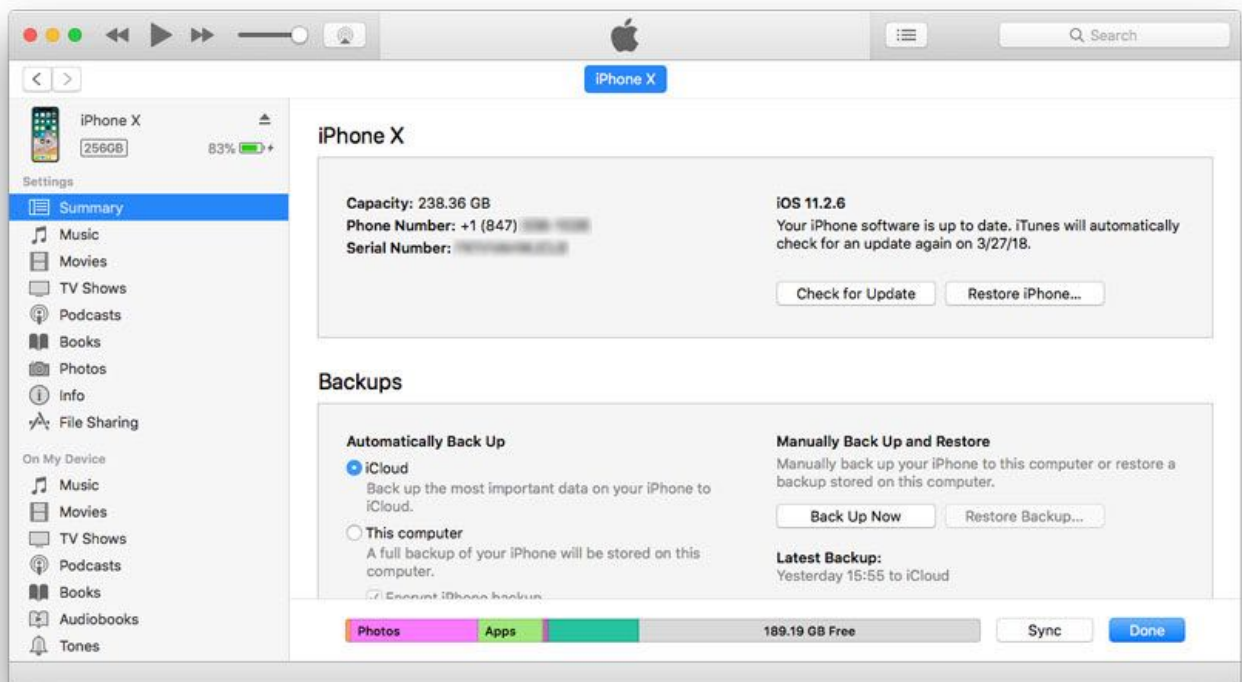 Search
iPhone X
iPhone X
256GB
83%
Settings
Summary
Music
Movies
TV Shows
Podcasts
Books
Photos
Info
File Sharing
On My Device
Music
Movies
TV Shows
Podcasts
Books
Audiobooks
Tones
iPhone X
Capacity: 238.36 GB
Phone Number: +1 (847)
Serial Number:
iOS 11.2.6
Your iPhone software is up to date. iTunes will automatically
check for an update again on 3/27/18.
Check for Update
Restore iPhone...
Backups
Automatically Back Up
iCloud
Back up the most important data on your iPhone to
iCloud.
This computer
A full backup of your iPhone will be stored on this
computer.
Encrypt iPhone backup
Manually Back Up and Restore
Manually back up your iPhone to this computer or restore a
backup stored on this computer.
Back Up Now
Restore Backup...
Latest Backup:
Yesterday 15:55 to iCloud
Photos
Apps
189.19 GB Free
Sync
Done